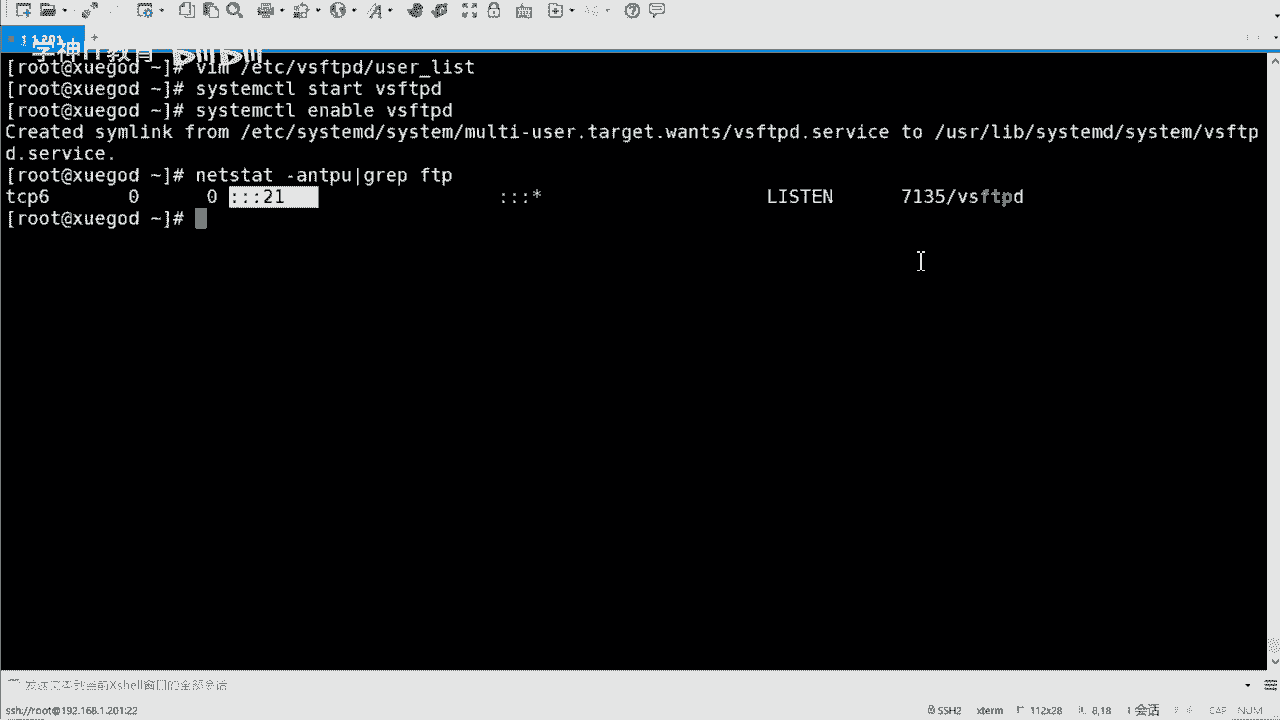 1 1.201
学神IT教育 bilibili
[root@xuegod ~]# vim /etc/vsftpd/user_list
[root@xuegod ~]# systemctl start vsftpd
[root@xuegod ~]# systemctl enable vsftpd
Created symlink from /etc/systemd/system/multi-user.target.wants/vsftpd.service to /usr/lib/systemd/system/vsftp
d.service.
[root@xuegod ~]# netstat -antpu|grep ftp
tcp6 0 0 :::21 :::* LISTEN 7135/vsftpd
[root@xuegod ~]#
发送文本到当前Xshell窗口的全部会话
ssh://root@192.168.1.201:22 SSH2 xterm 112x28 8,18 1 会话 CAP NUM